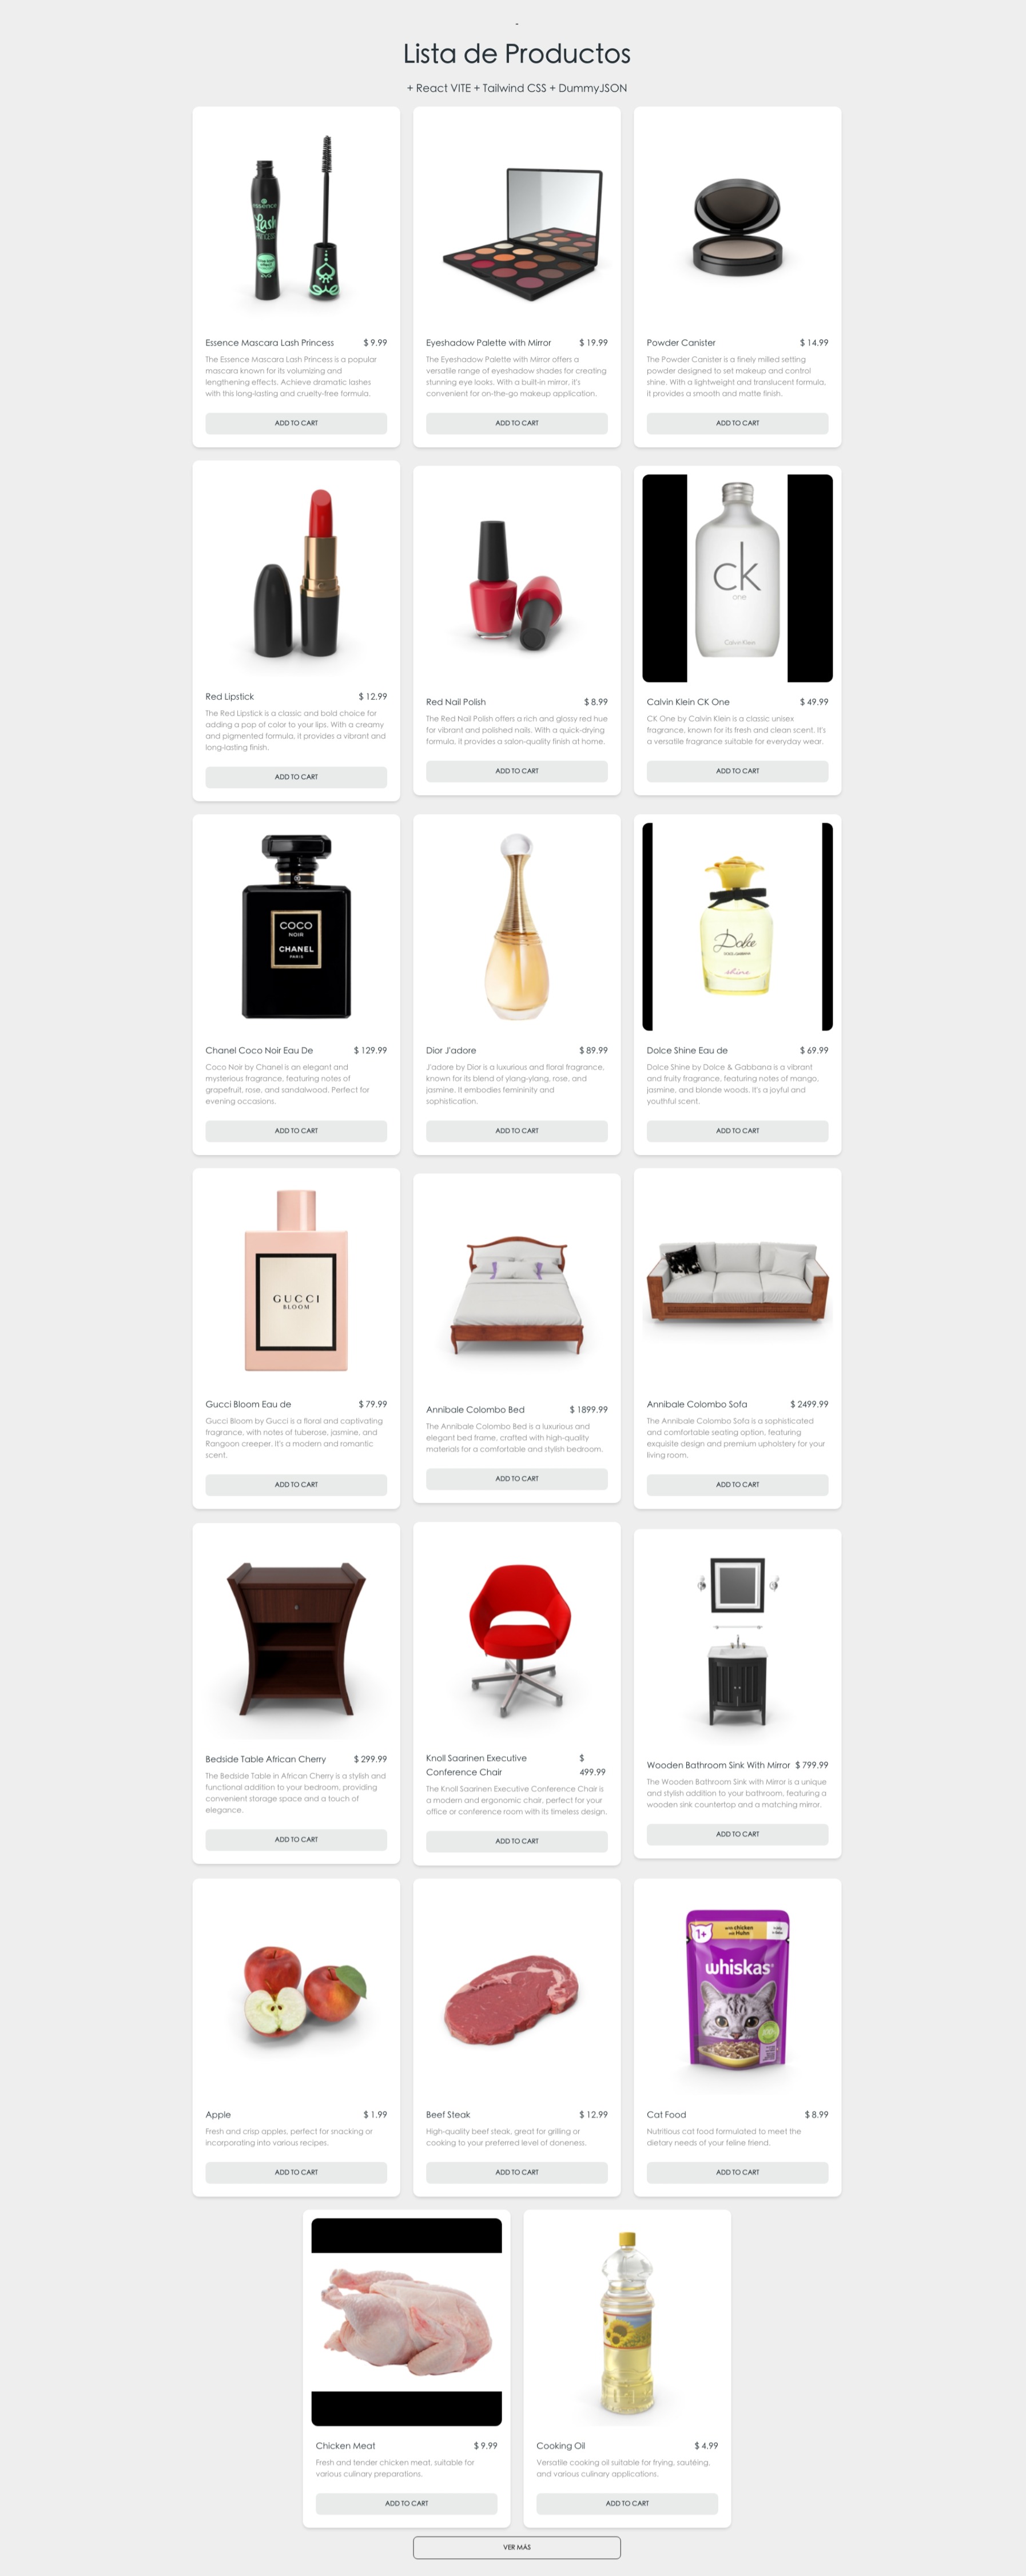 -
Lista de Productos
+ React VITE + Tailwind CSS + DummyJSON
essence
Lash
Essence Mascara Lash Princess $ 9.99
The Essence Mascara Lash Princess is a popular
mascara known for its volumizing and
lengthening effects. Achieve dramatic lashes
with this long-lasting and cruelty-free formula.
ADD TO CART
Eyeshadow Palette with Mirror $ 19.99
The Eyeshadow Palette with Mirror offers a
versatile range of eyeshadow shades for creating
stunning eye looks. With a built-in mirror, it's
convenient for on-the-go makeup application.
ADD TO CART
Powder Canister $ 14.99
The Powder Canister is a finely milled setting
powder designed to set makeup and control
shine. With a lightweight and translucent formula,
it provides a smooth and matte finish.
ADD TO CART
Red Lipstick $ 12.99
The Red Lipstick is a classic and bold choice for
adding a pop of color to your lips. With a creamy
and pigmented formula, it provides a vibrant and
long-lasting finish.
ADD TO CART
Red Nail Polish $ 8.99
The Red Nail Polish offers a rich and glossy red hue
for vibrant and polished nails. With a quick-drying
formula, it provides a salon-quality finish at home.
ADD TO CART
ck
one
Calvin Klein
Calvin Klein CK One $ 49.99
CK One by Calvin Klein is a classic unisex
fragrance, known for its fresh and clean scent. It's
a versatile fragrance suitable for everyday wear.
ADD TO CART
COCO
NOIR
CHANEL
PARIS
Chanel Coco Noir Eau De $ 129.99
Coco Noir by Chanel is an elegant and
mysterious fragrance, featuring notes of
grapefruit, rose, and sandalwood. Perfect for
evening occasions.
ADD TO CART
Dior J'adore $ 89.99
J'adore by Dior is a luxurious and floral fragrance,
known for its blend of ylang-ylang, rose, and
jasmine. It embodies femininity and
sophistication.
ADD TO CART
Dolce
DOLCE & GABBANA
shine
Dolce Shine Eau de $ 69.99
Dolce Shine by Dolce & Gabbana is a vibrant
and fruity fragrance, featuring notes of mango,
jasmine, and blonde woods. It's a joyful and
youthful scent.
ADD TO CART
GUCCI
BLOOM
Gucci Bloom Eau de $ 79.99
Gucci Bloom by Gucci is a floral and captivating
fragrance, with notes of tuberose, jasmine, and
Rangoon creeper. It's a modern and romantic
scent.
ADD TO CART
Annibale Colombo Bed $ 1899.99
The Annibale Colombo Bed is a luxurious and
elegant bed frame, crafted with high-quality
materials for a comfortable and stylish bedroom.
ADD TO CART
Annibale Colombo Sofa $ 2499.99
The Annibale Colombo Sofa is a sophisticated
and comfortable seating option, featuring
exquisite design and premium upholstery for your
living room.
ADD TO CART
Bedside Table African Cherry $ 299.99
The Bedside Table in African Cherry is a stylish and
functional addition to your bedroom, providing
convenient storage space and a touch of
elegance.
ADD TO CART
Knoll Saarinen Executive $
Conference Chair 499.99
The Knoll Saarinen Executive Conference Chair is
a modern and ergonomic chair, perfect for your
office or conference room with its timeless design.
ADD TO CART
Wooden Bathroom Sink With Mirror $ 799.99
The Wooden Bathroom Sink with Mirror is a unique
and stylish addition to your bathroom, featuring a
wooden sink countertop and a matching mirror.
ADD TO CART
Apple $ 1.99
Fresh and crisp apples, perfect for snacking or
incorporating into various recipes.
ADD TO CART
Beef Steak $ 12.99
High-quality beef steak, great for grilling or
cooking to your preferred level of doneness.
ADD TO CART
1+
with chicken
Huhn
whiskas
Cat Food $ 8.99
Nutritious cat food formulated to meet the
dietary needs of your feline friend.
ADD TO CART
Chicken Meat $ 9.99
Fresh and tender chicken meat, suitable for
various culinary preparations.
ADD TO CART
Cooking Oil $ 4.99
Versatile cooking oil suitable for frying, sautéing,
and various culinary applications.
ADD TO CART
VER MÁS